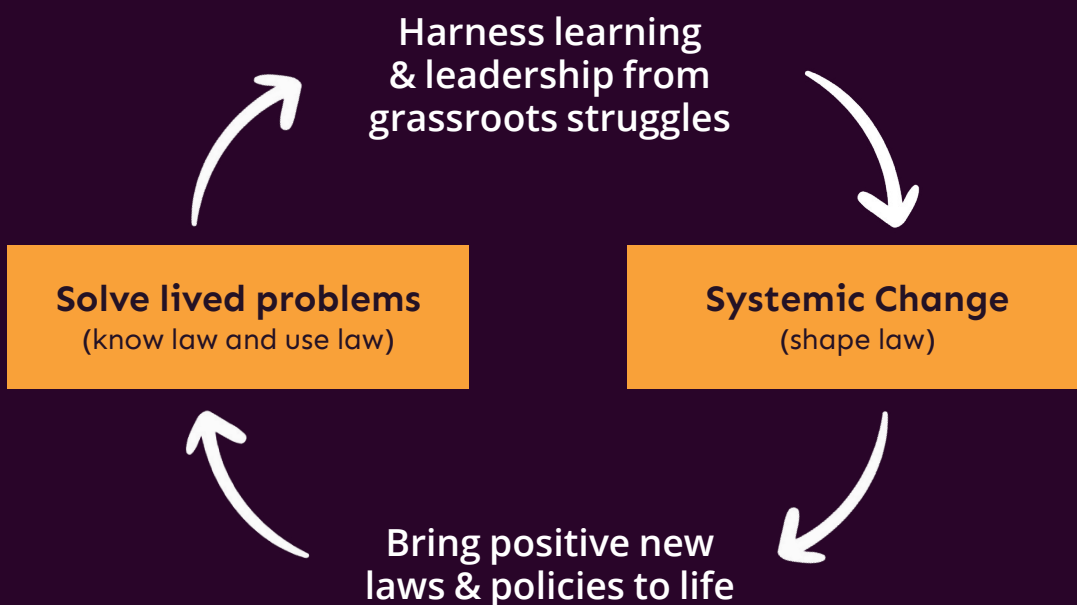 Harness learning
& leadership from
grassroots struggles
Solve lived problems
(know law and use law)
Systemic Change
(shape law)
Bring positive new
laws & policies to life